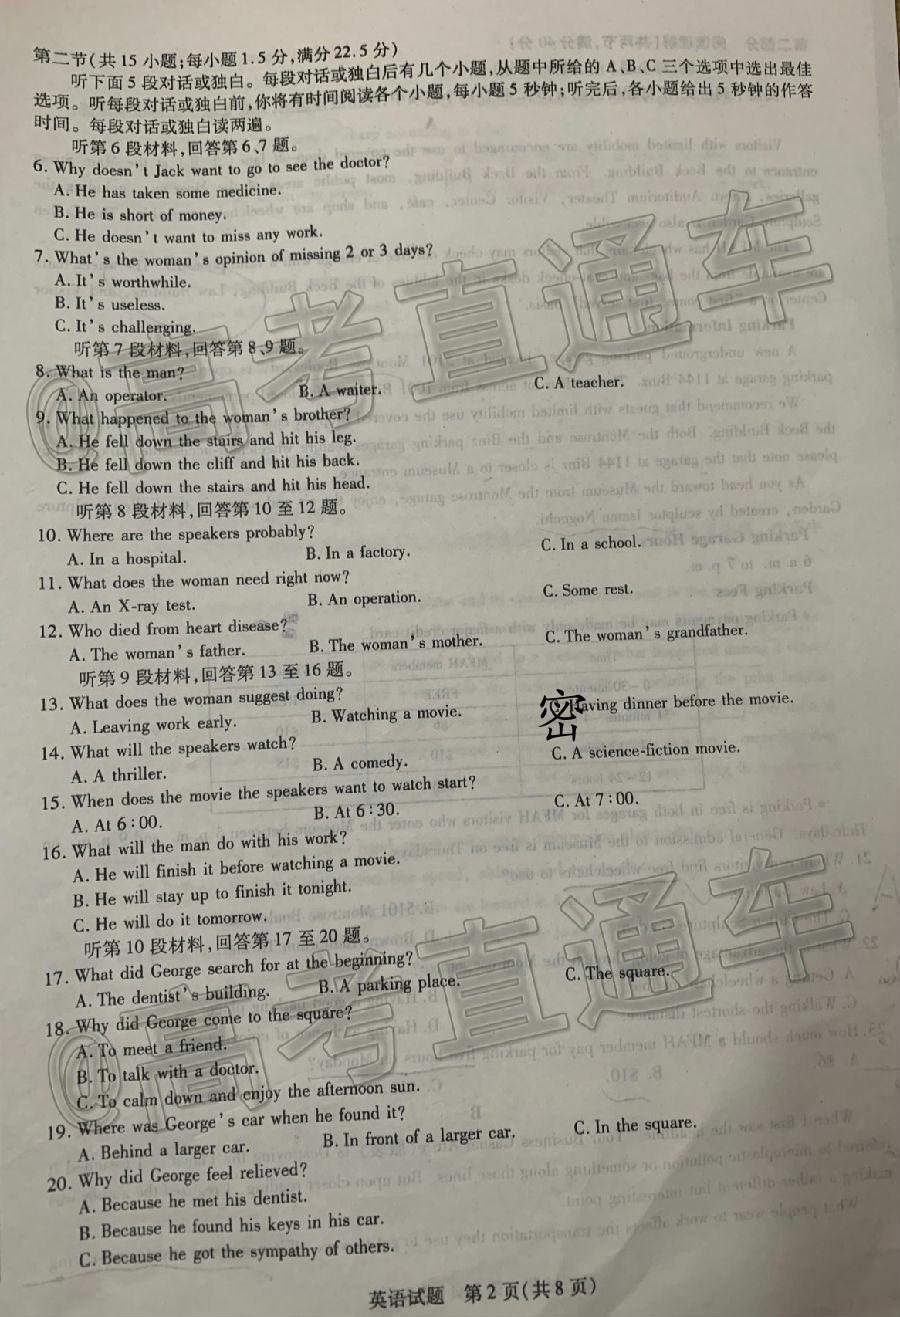 第二节(共15小题;每小题1.5分,满分22.5分)
听下面5段对话或独白。每段对话或独白后有几个小题,从题中所给的A、B、C三个选项中选出最佳
选项。听每段对话或独白前,你将有时间阅读各个小题,每小题5秒钟;听完后,各小题给出5秒钟的作答
时间。每段对话或独白读两遍。
听第6段材料,回答第6、7题。
6. Why doesn't Jack want to go to see the doctor?
A. He has taken some medicine.
B. He is short of money.
C. He doesn't want to miss any work.
7. What's the woman's opinion of missing 2 or 3 days?
A. It's worthwhile.
B. It's useless.
C. It's challenging.
听第7段材料,回答第8、9题。
8. What is the man?
A. An operator. B. A waiter. C. A teacher.
9. What happened to the woman's brother?
A. He fell down the stairs and hit his leg.
B. He fell down the cliff and hit his back.
C. He fell down the stairs and hit his head.
听第8段材料,回答第10至12题。
10. Where are the speakers probably?
A. In a hospital. B. In a factory. C. In a school.
11. What does the woman need right now?
A. An X-ray test. B. An operation. C. Some rest.
12. Who died from heart disease?
A. The woman's father. B. The woman's mother. C. The woman's grandfather.
听第9段材料,回答第13至16题。
13. What does the woman suggest doing?
A. Leaving work early. B. Watching a movie. 密 Having dinner before the movie.
14. What will the speakers watch?
A. A thriller. B. A comedy. C. A science-fiction movie.
15. When does the movie the speakers want to watch start?
A. At 6:00. B. At 6:30. C. At 7:00.
16. What will the man do with his work?
A. He will finish it before watching a movie.
B. He will stay up to finish it tonight.
C. He will do it tomorrow.
听第10段材料,回答第17至20题。
17. What did George search for at the beginning?
A. The dentist's building. B. A parking place. C. The square.
18. Why did George come to the square?
A. To meet a friend.
B. To talk with a doctor.
C. To calm down and enjoy the afternoon sun.
19. Where was George's car when he found it?
A. Behind a larger car. B. In front of a larger car. C. In the square.
20. Why did George feel relieved?
A. Because he met his dentist.
B. Because he found his keys in his car.
C. Because he got the sympathy of others.
英语试题 第2页(共8页)
@高考直通车
@高考直通车